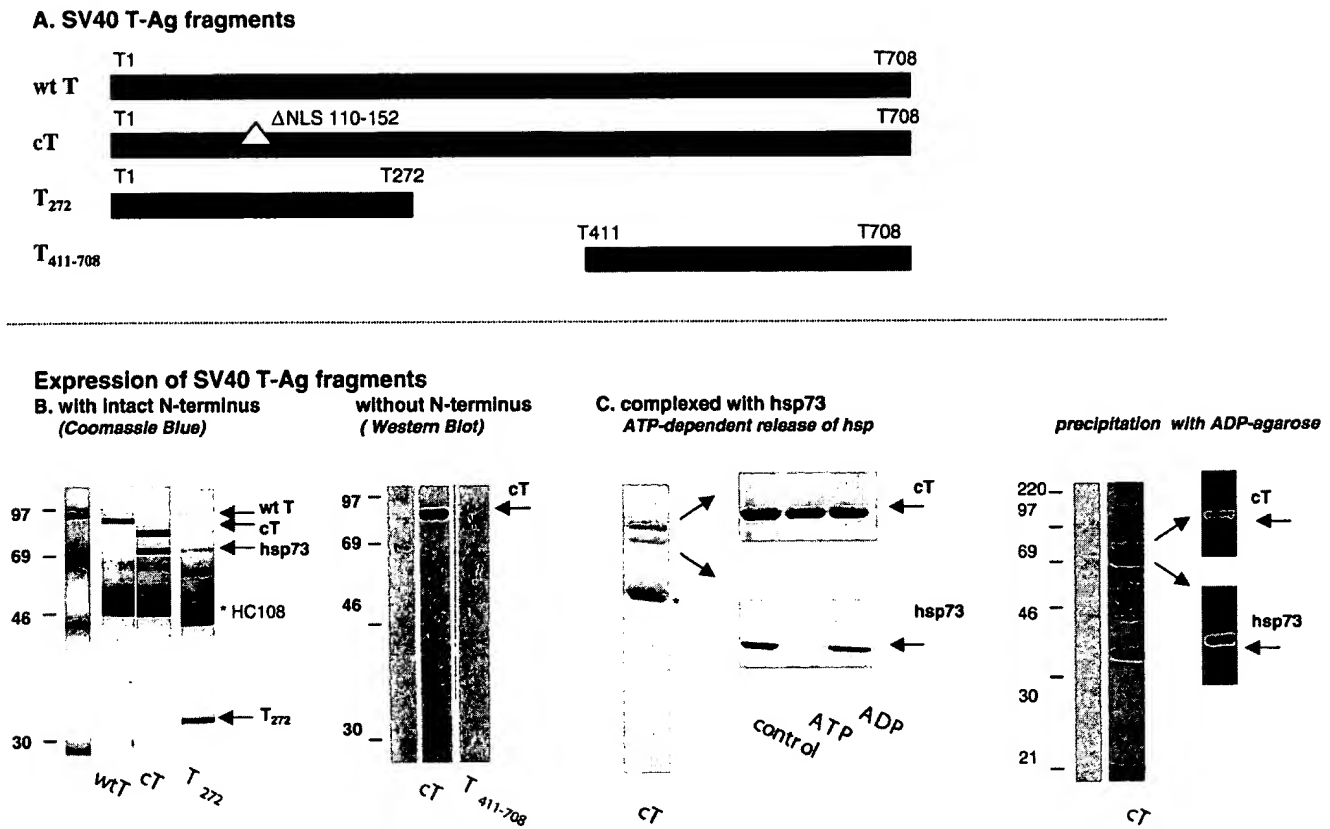 A. SV40 T-Ag fragments
T1 T708
wt T
T1 ΔNLS 110-152 T708
cT
T1 T272
T272
T411 T708
T411-708
Expression of SV40 T-Ag fragments
B. with intact N-terminus
(Coomassie Blue)
97
69
46
30
wt T
cT
hsp73
* HC108
T272
wtT cT T 272
without N-terminus
( Western Blot)
97
69
46
30
cT
cT T 411-708
C. complexed with hsp73
ATP-dependent release of hsp
*
cT
cT
hsp73
control ATP ADP
precipitation with ADP-agarose
220
97
69
46
30
21
cT
hsp73
cT